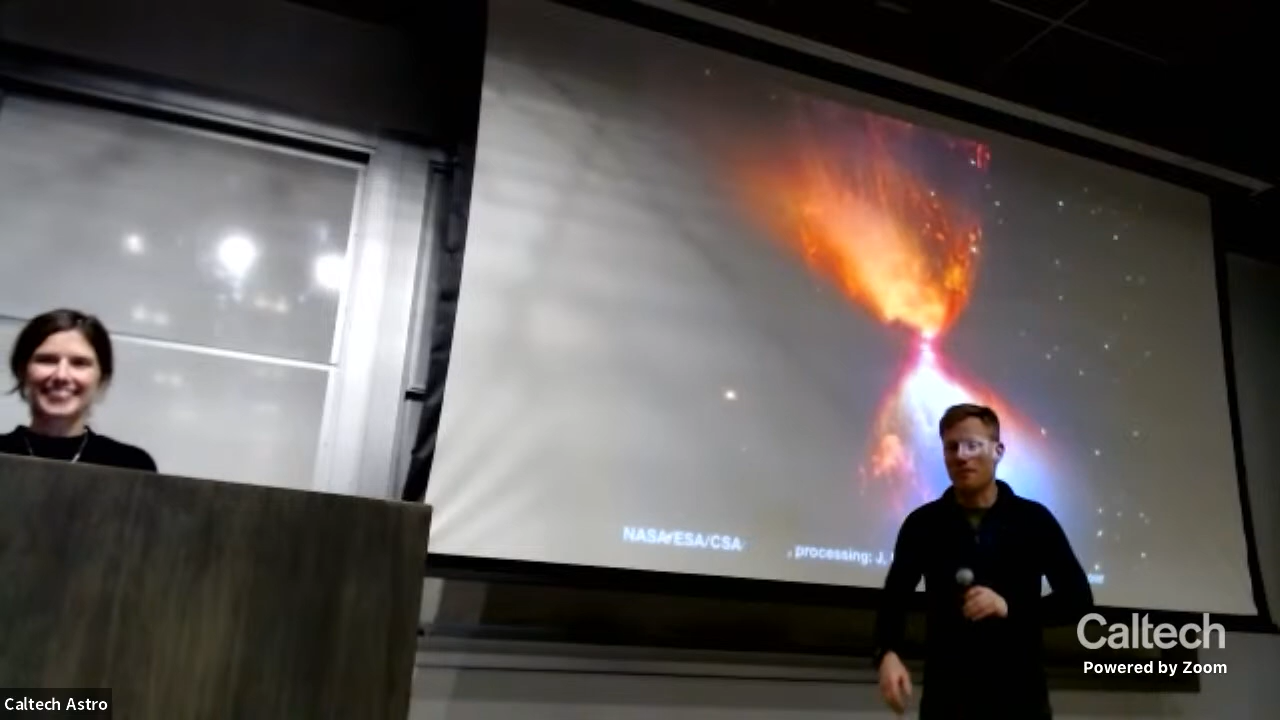 NASA/ESA/CSA
processing: J,
Caltech
Powered by Zoom
Caltech Astro